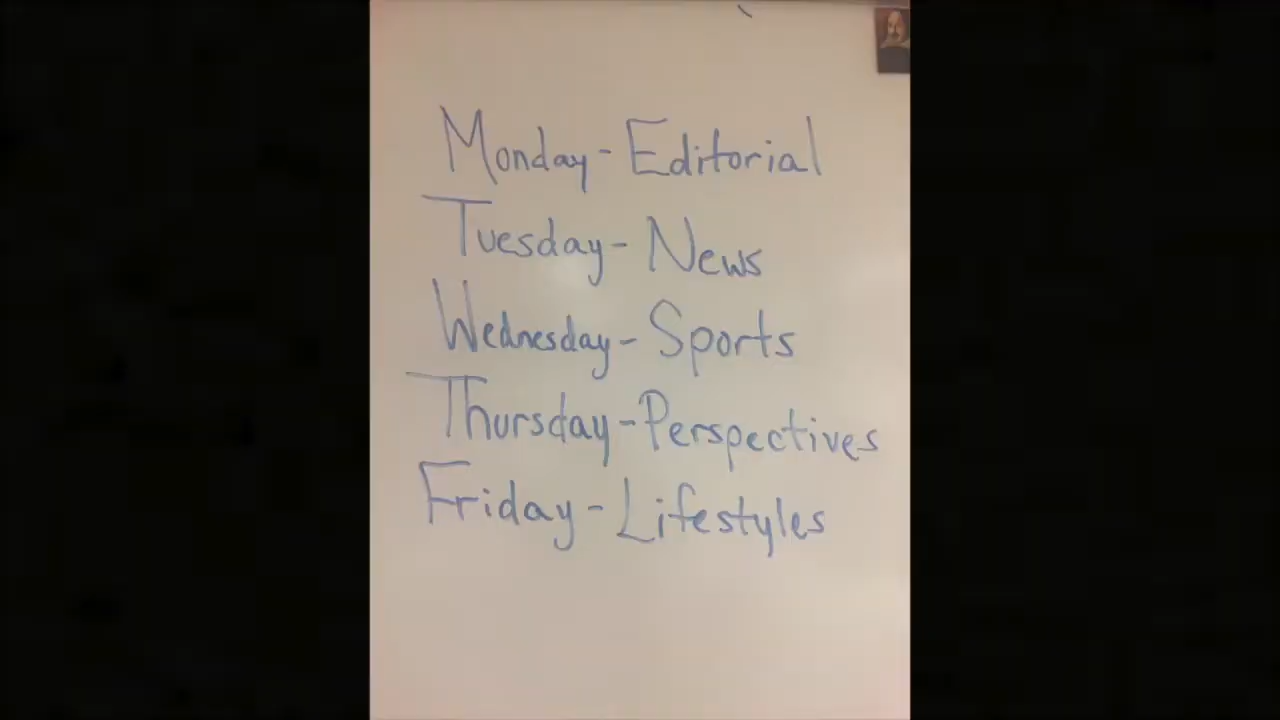 Monday - Editorial
Tuesday - News
Wednesday - Sports
Thursday - Perspectives
Friday - Lifestyles